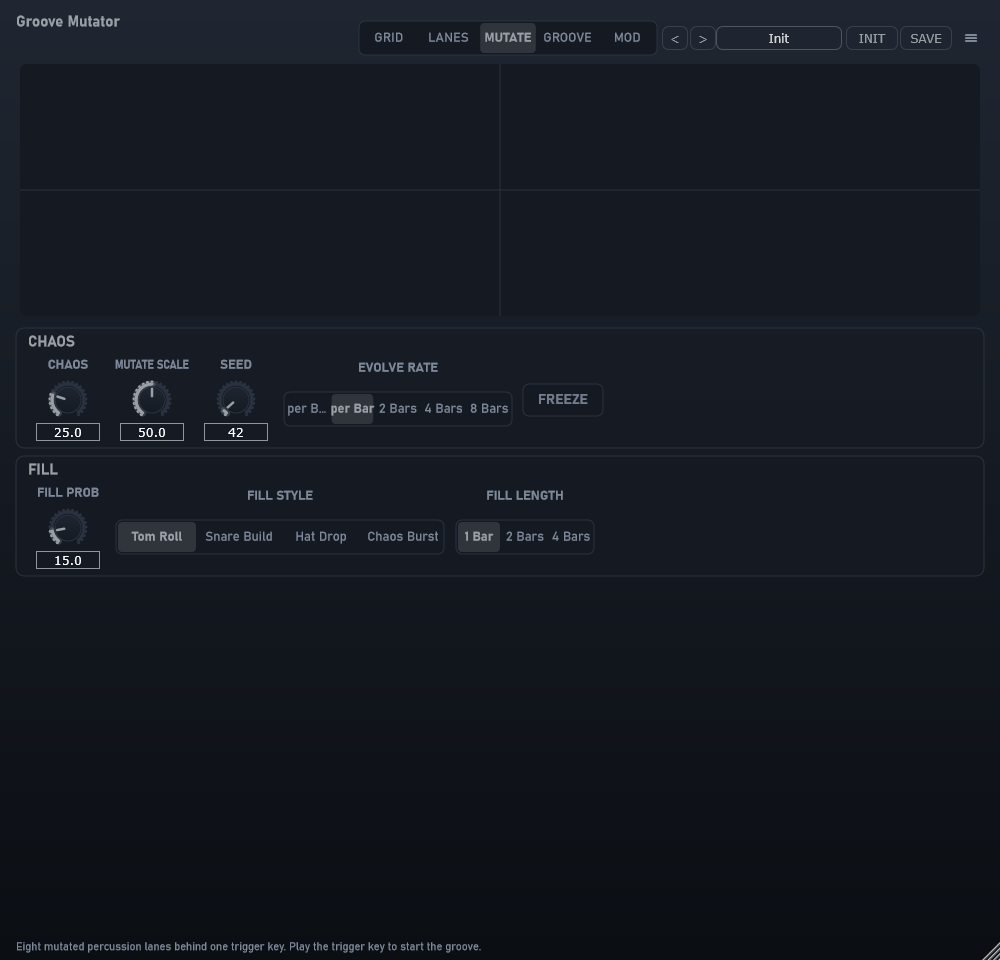 Groove Mutator
GRID LANES MUTATE GROOVE MOD < > Init INIT SAVE
CHAOS
CHAOS MUTATE SCALE SEED EVOLVE RATE
per B... per Bar 2 Bars 4 Bars 8 Bars FREEZE
25.0 50.0 42
FILL
FILL PROB FILL STYLE FILL LENGTH
Tom Roll Snare Build Hat Drop Chaos Burst 1 Bar 2 Bars 4 Bars
15.0
Eight mutated percussion lanes behind one trigger key. Play the trigger key to start the groove.